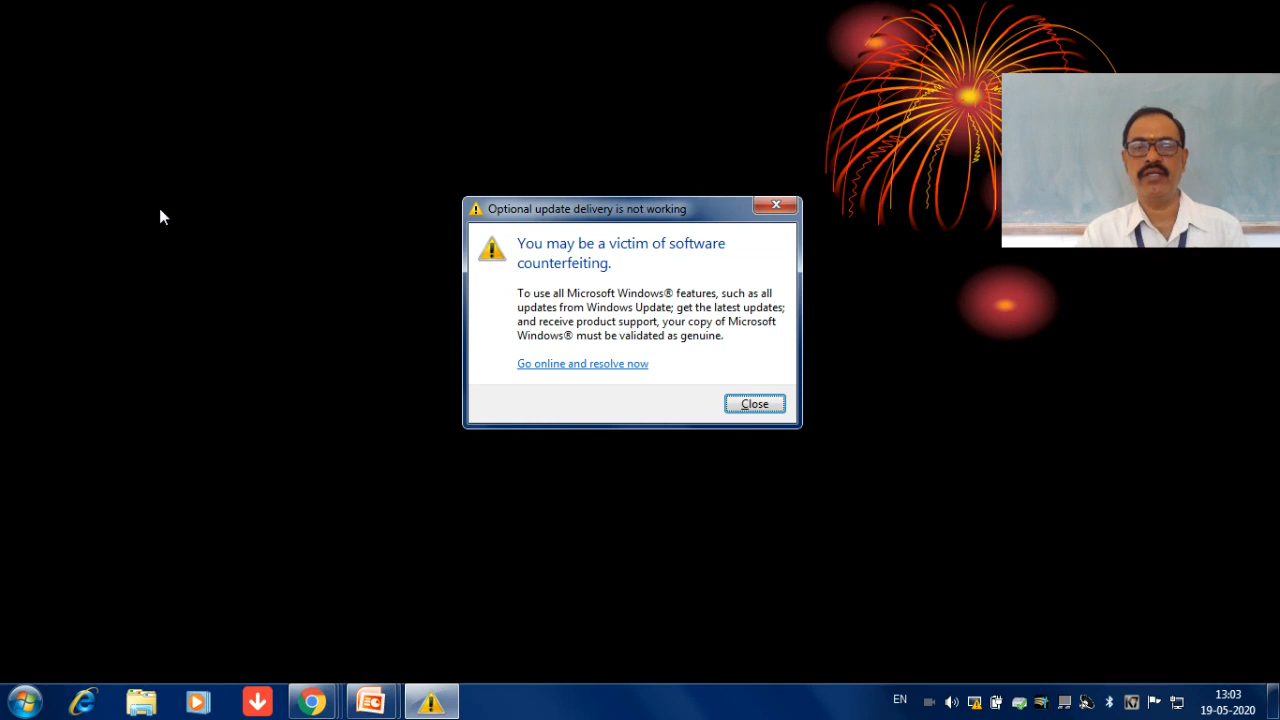 Optional update delivery is not working
You may be a victim of software
counterfeiting.
To use all Microsoft Windows® features, such as all
updates from Windows Update; get the latest updates;
and receive product support, your copy of Microsoft
Windows® must be validated as genuine.
Go online and resolve now
Close
EN
13:03
19-05-2020